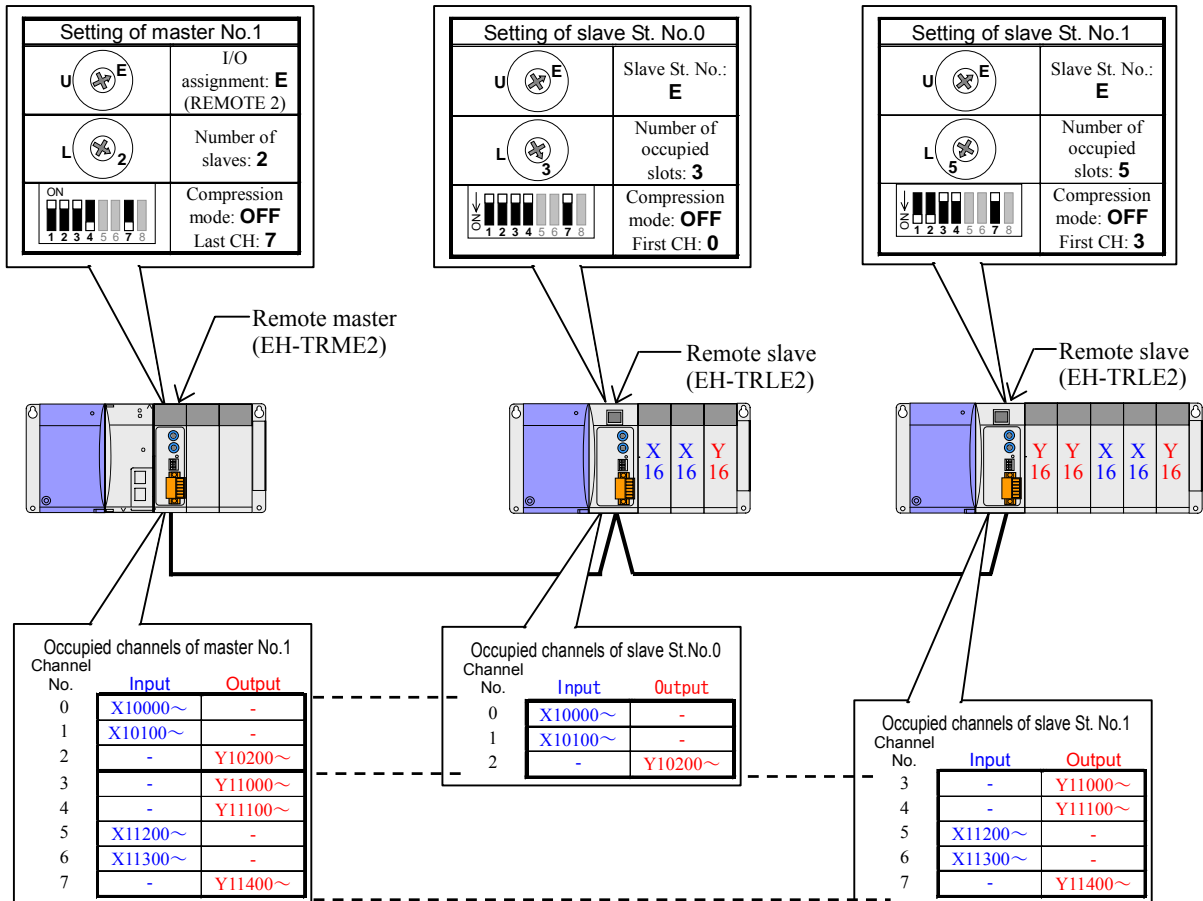 Setting of master No.1
U
E
I/O
assignment: E
(REMOTE 2)
L
2
Number of
slaves: 2
ON
1 2 3 4 5 6 7 8
Compression
mode: OFF
Last CH: 7
Setting of slave St. No.0
U
E
Slave St. No.:
E
L
3
Number of
occupied
slots: 3
ON
1 2 3 4 5 6 7 8
Compression
mode: OFF
First CH: 0
Setting of slave St. No.1
U
E
Slave St. No.:
E
L
5
Number of
occupied
slots: 5
ON
1 2 3 4 5 6 7 8
Compression
mode: OFF
First CH: 3
Remote master
(EH-TRME2)
Remote slave
(EH-TRLE2)
Remote slave
(EH-TRLE2)
X X Y
16 16 16
Y Y X X Y
16 16 16 16 16
Occupied channels of master No.1
Channel
No. Input Output
0 X10000～ -
1 X10100～ -
2 - Y10200～
3 - Y11000～
4 - Y11100～
5 X11200～ -
6 X11300～ -
7 - Y11400～
Occupied channels of slave St.No.0
Channel
No. Input Output
0 X10000～ -
1 X10100～ -
2 - Y10200～
Occupied channels of slave St. No.1
Channel
No. Input Output
3 - Y11000～
4 - Y11100～
5 X11200～ -
6 X11300～ -
7 - Y11400～